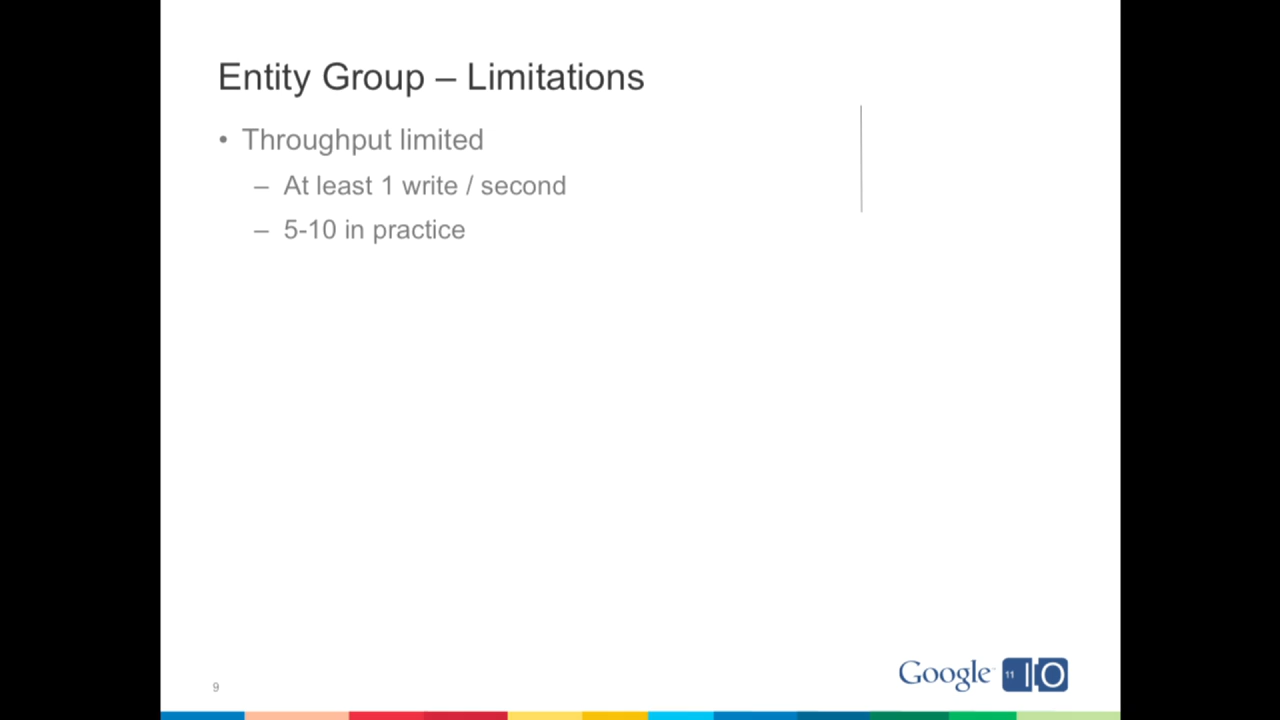 Entity Group – Limitations
• Throughput limited
– At least 1 write / second
– 5-10 in practice
9
Google 11 IO